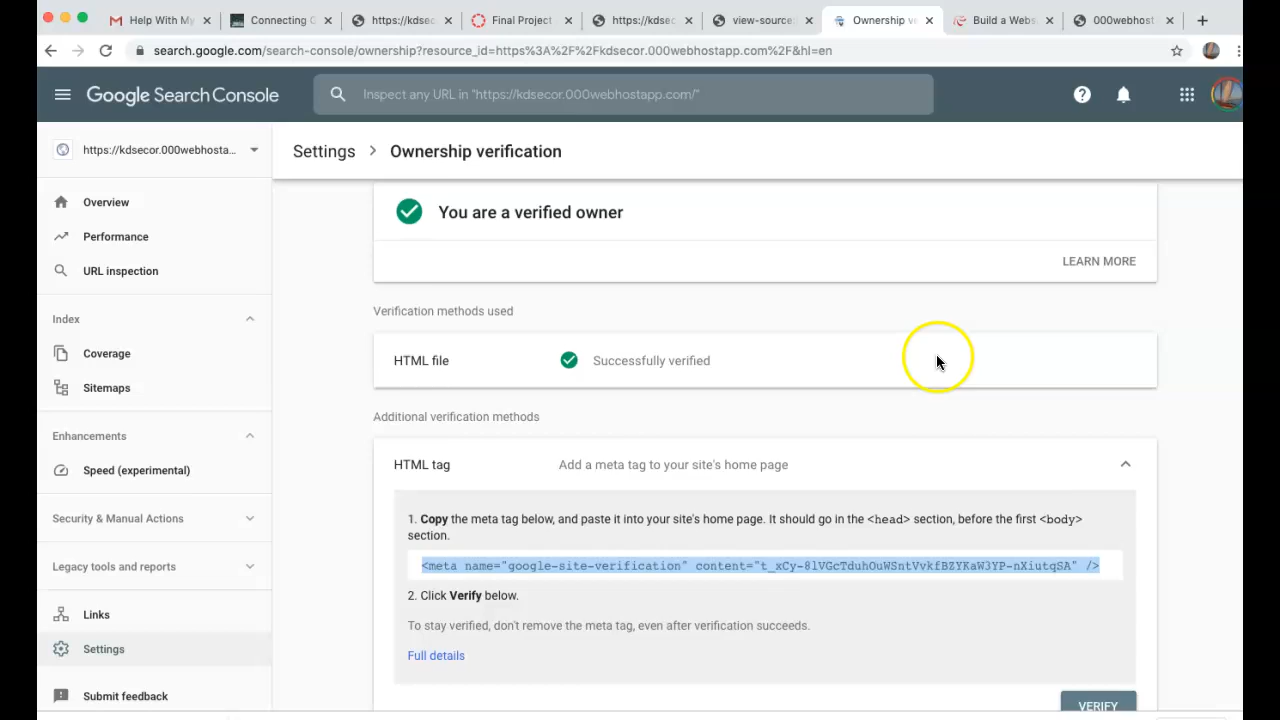 Help With My
Connecting C
https://kdsec
Final Project
https://kdsec
view-source:
Ownership ve
Build a Webs
000webhost
search.google.com/search-console/ownership?resource_id=https%3A%2F%2Fkdsecor.000webhostapp.com%2F&hl=en
Google Search Console
Inspect any URL in "https://kdsecor.000webhostapp.com/"
https://kdsecor.000webhosta...
Settings > Ownership verification
Overview
Performance
URL inspection
Index
Coverage
Sitemaps
Enhancements
Speed (experimental)
Security & Manual Actions
Legacy tools and reports
Links
Settings
Submit feedback
You are a verified owner
LEARN MORE
Verification methods used
HTML file Successfully verified
Additional verification methods
HTML tag Add a meta tag to your site's home page
1. Copy the meta tag below, and paste it into your site's home page. It should go in the <head> section, before the first <body>
section.
<meta name="google-site-verification" content="t_xCy-8lVGcTduhOuWSntVvkfBZYKaW3YP-nXiutqSA" />
2. Click Verify below.
To stay verified, don't remove the meta tag, even after verification succeeds.
Full details
VERIFY